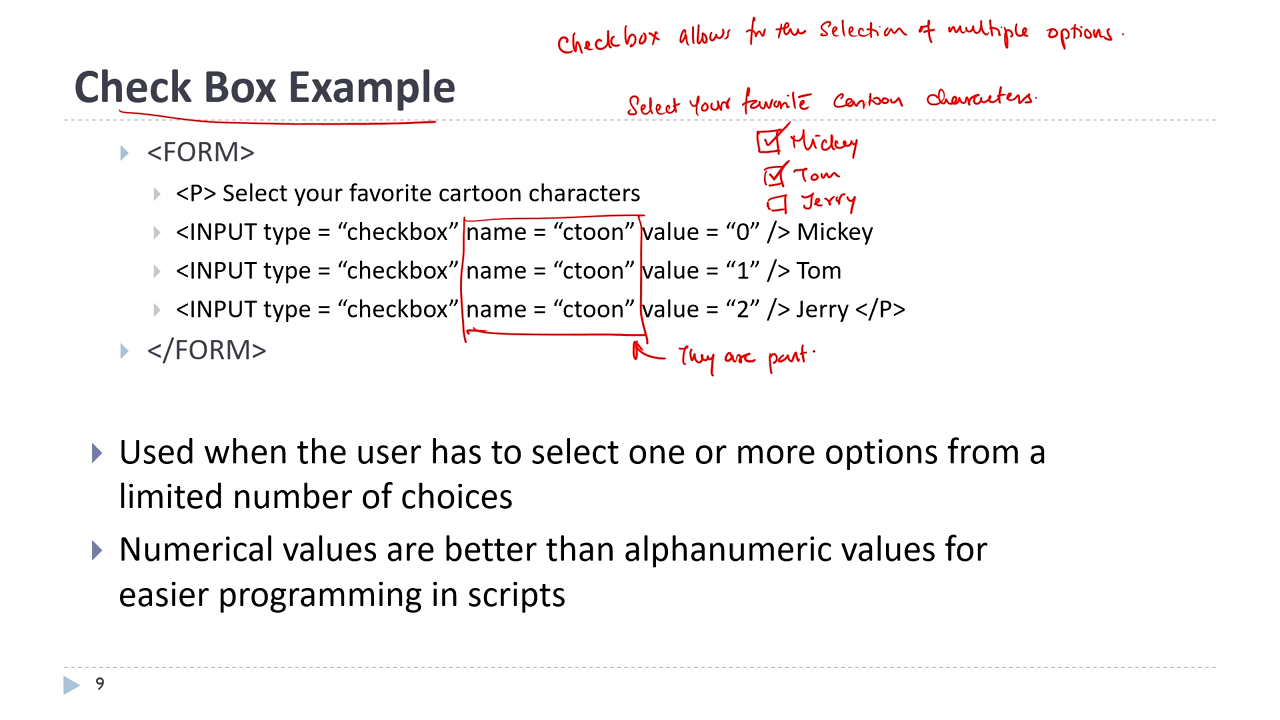 Checkbox allows for the Selection of multiple options.
Check Box Example
Select Your favorite Cartoon characters.
<FORM>
Mickey
Tom
<P> Select your favorite cartoon characters
Jerry
<INPUT type = “checkbox” name = “ctoon” value = “0” /> Mickey
<INPUT type = “checkbox” name = “ctoon” value = “1” /> Tom
<INPUT type = “checkbox” name = “ctoon” value = “2” /> Jerry </P>
</FORM>
They are part.
Used when the user has to select one or more options from a
limited number of choices
Numerical values are better than alphanumeric values for
easier programming in scripts
9